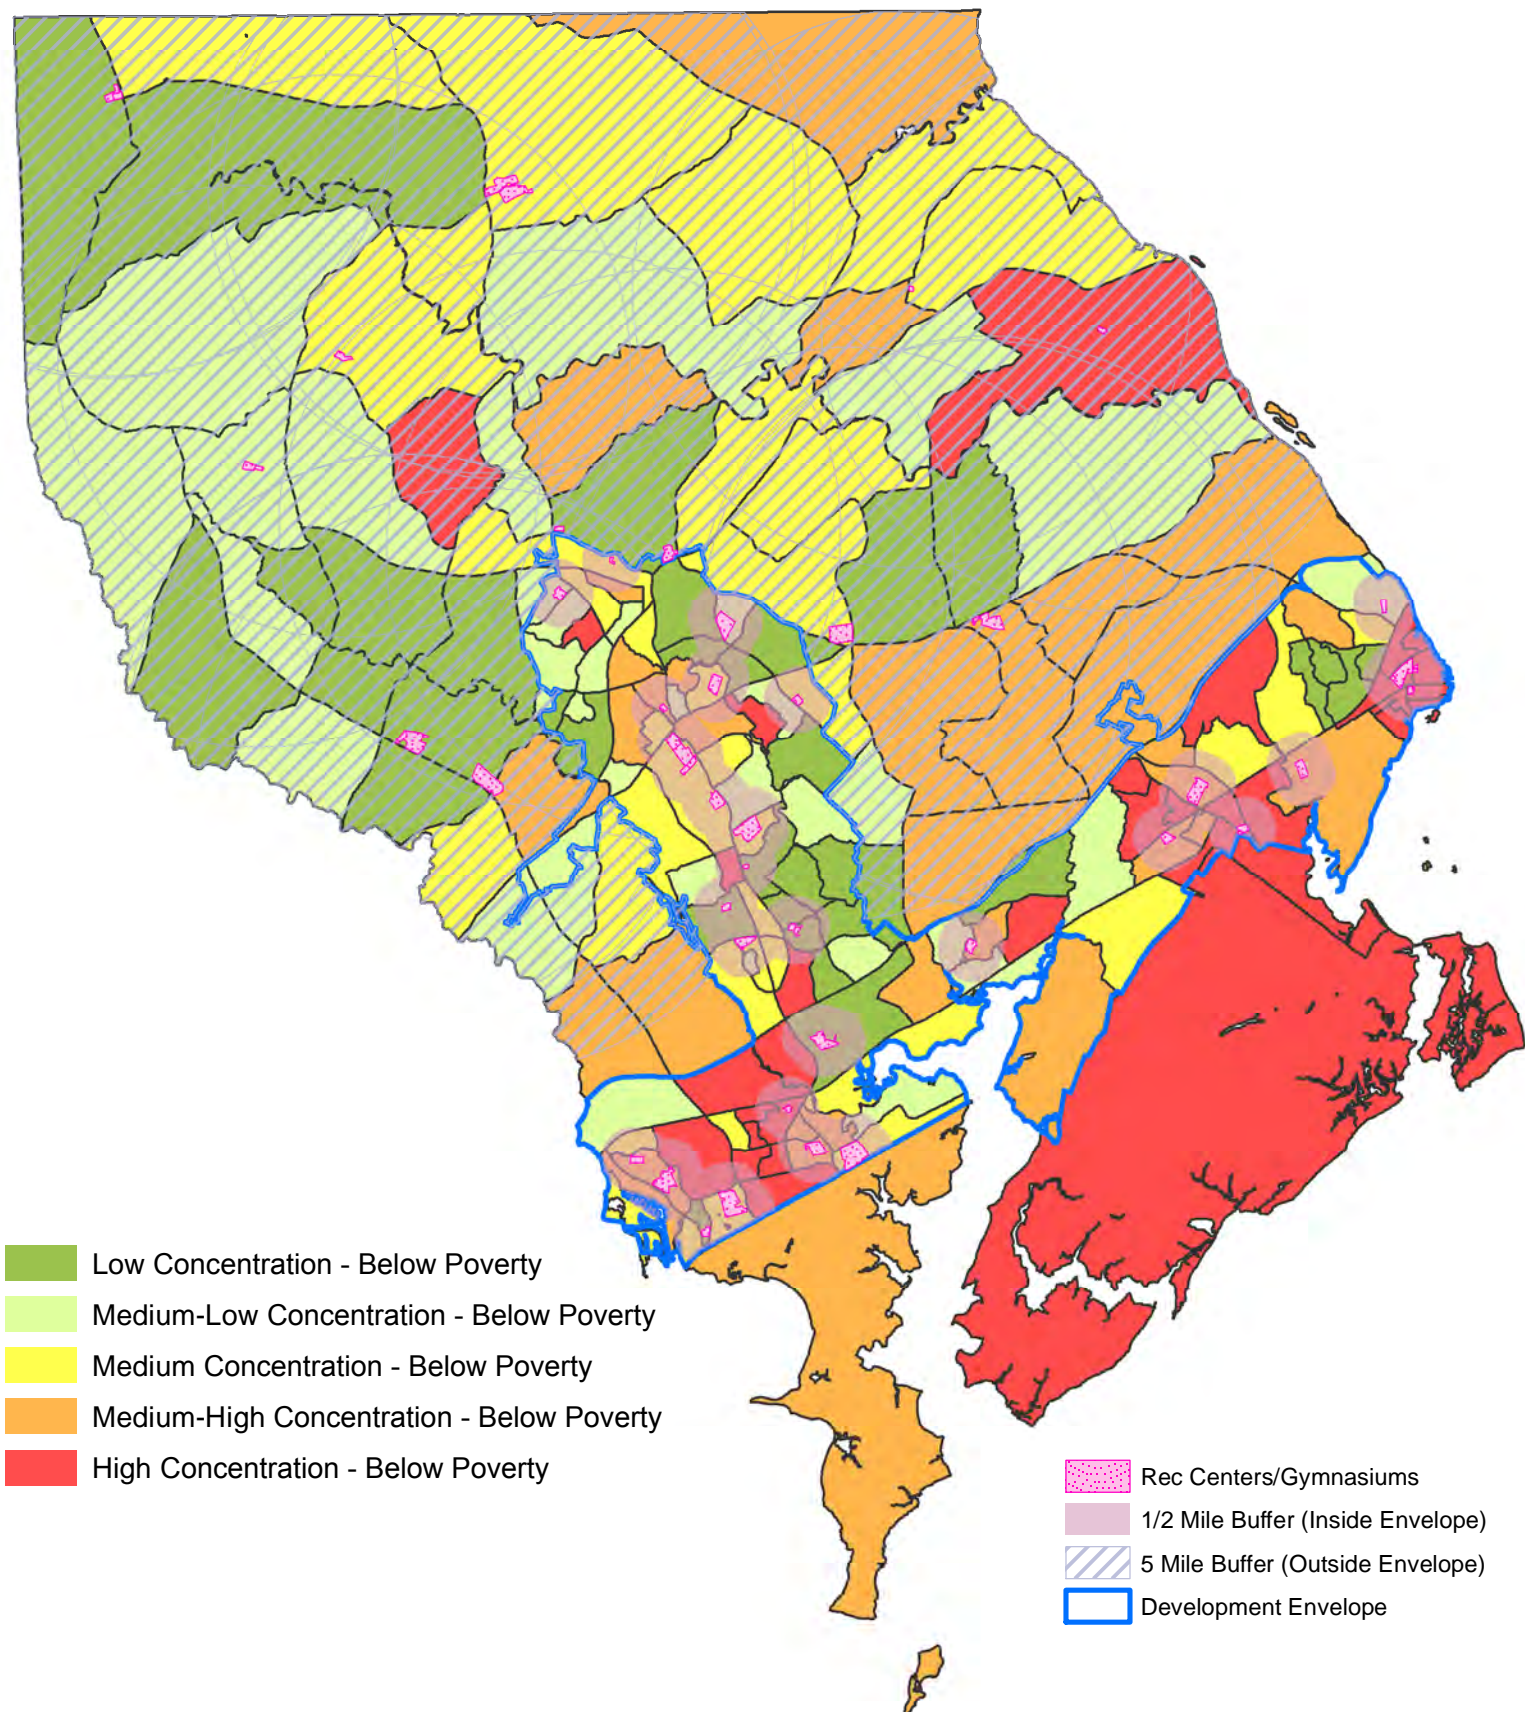 Low Concentration - Below Poverty
Medium-Low Concentration - Below Poverty
Medium Concentration - Below Poverty
Medium-High Concentration - Below Poverty
High Concentration - Below Poverty
Rec Centers/Gymnasiums
1/2 Mile Buffer (Inside Envelope)
5 Mile Buffer (Outside Envelope)
Development Envelope